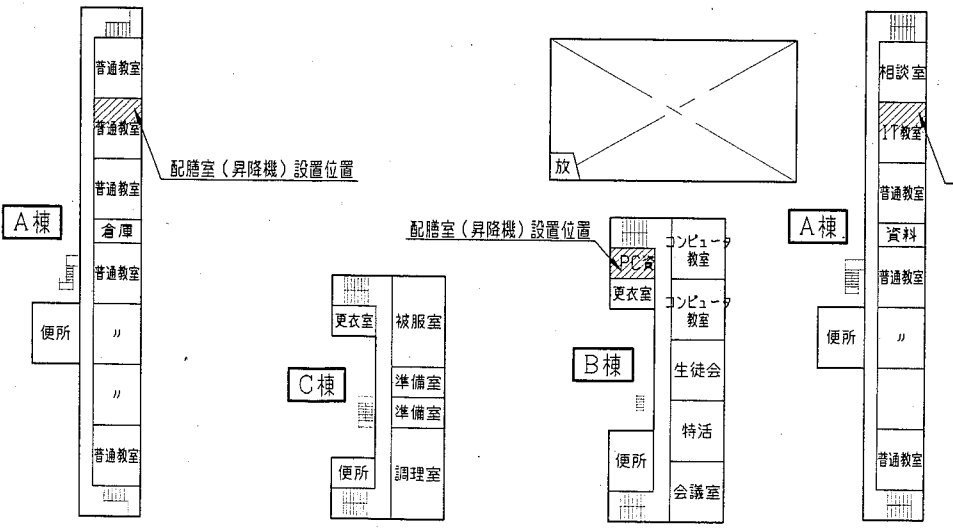 普通教室
普通教室
配膳室(昇降機)設置位置
普通教室
A棟
倉庫
普通教室
便所
〃
〃
普通教室
更衣室
被服室
C棟
準備室
準備室
便所
調理室
放
配膳室(昇降機)設置位置
コンピュータ
教室
PC資
更衣室
コンピュータ
教室
B棟
生徒会
特活
便所
会議室
相談室
IT教室
普通教室
A棟
資料
普通教室
便所
〃
普通教室